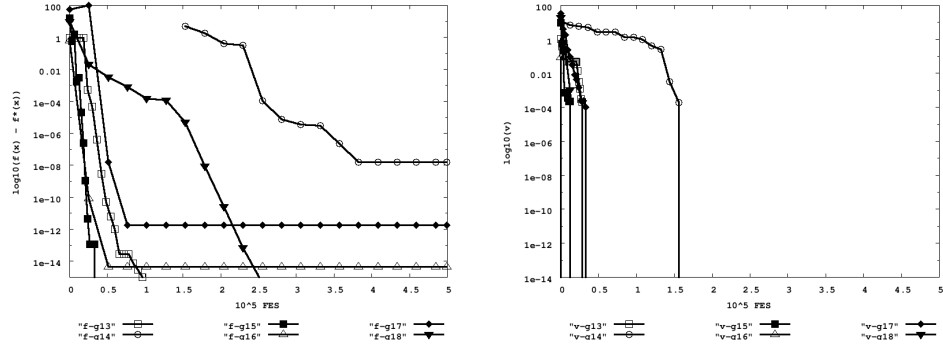 100
1
0.01
1e-04
1e-06
1e-08
1e-10
1e-12
1e-14
log10(f(x) - f*(x))
0 0.5 1 1.5 2 2.5 3 3.5 4 4.5 5
10^5 FES
"f-g13" "f-g15" "f-g17"
"f-g14" "f-g16" "f-g18"
100
1
0.01
1e-04
1e-06
1e-08
1e-10
1e-12
1e-14
log10(v)
0 0.5 1 1.5 2 2.5 3 3.5 4 4.5 5
10^5 FES
"v-g13" "v-g15" "v-g17"
"v-g14" "v-g16" "v-g18"